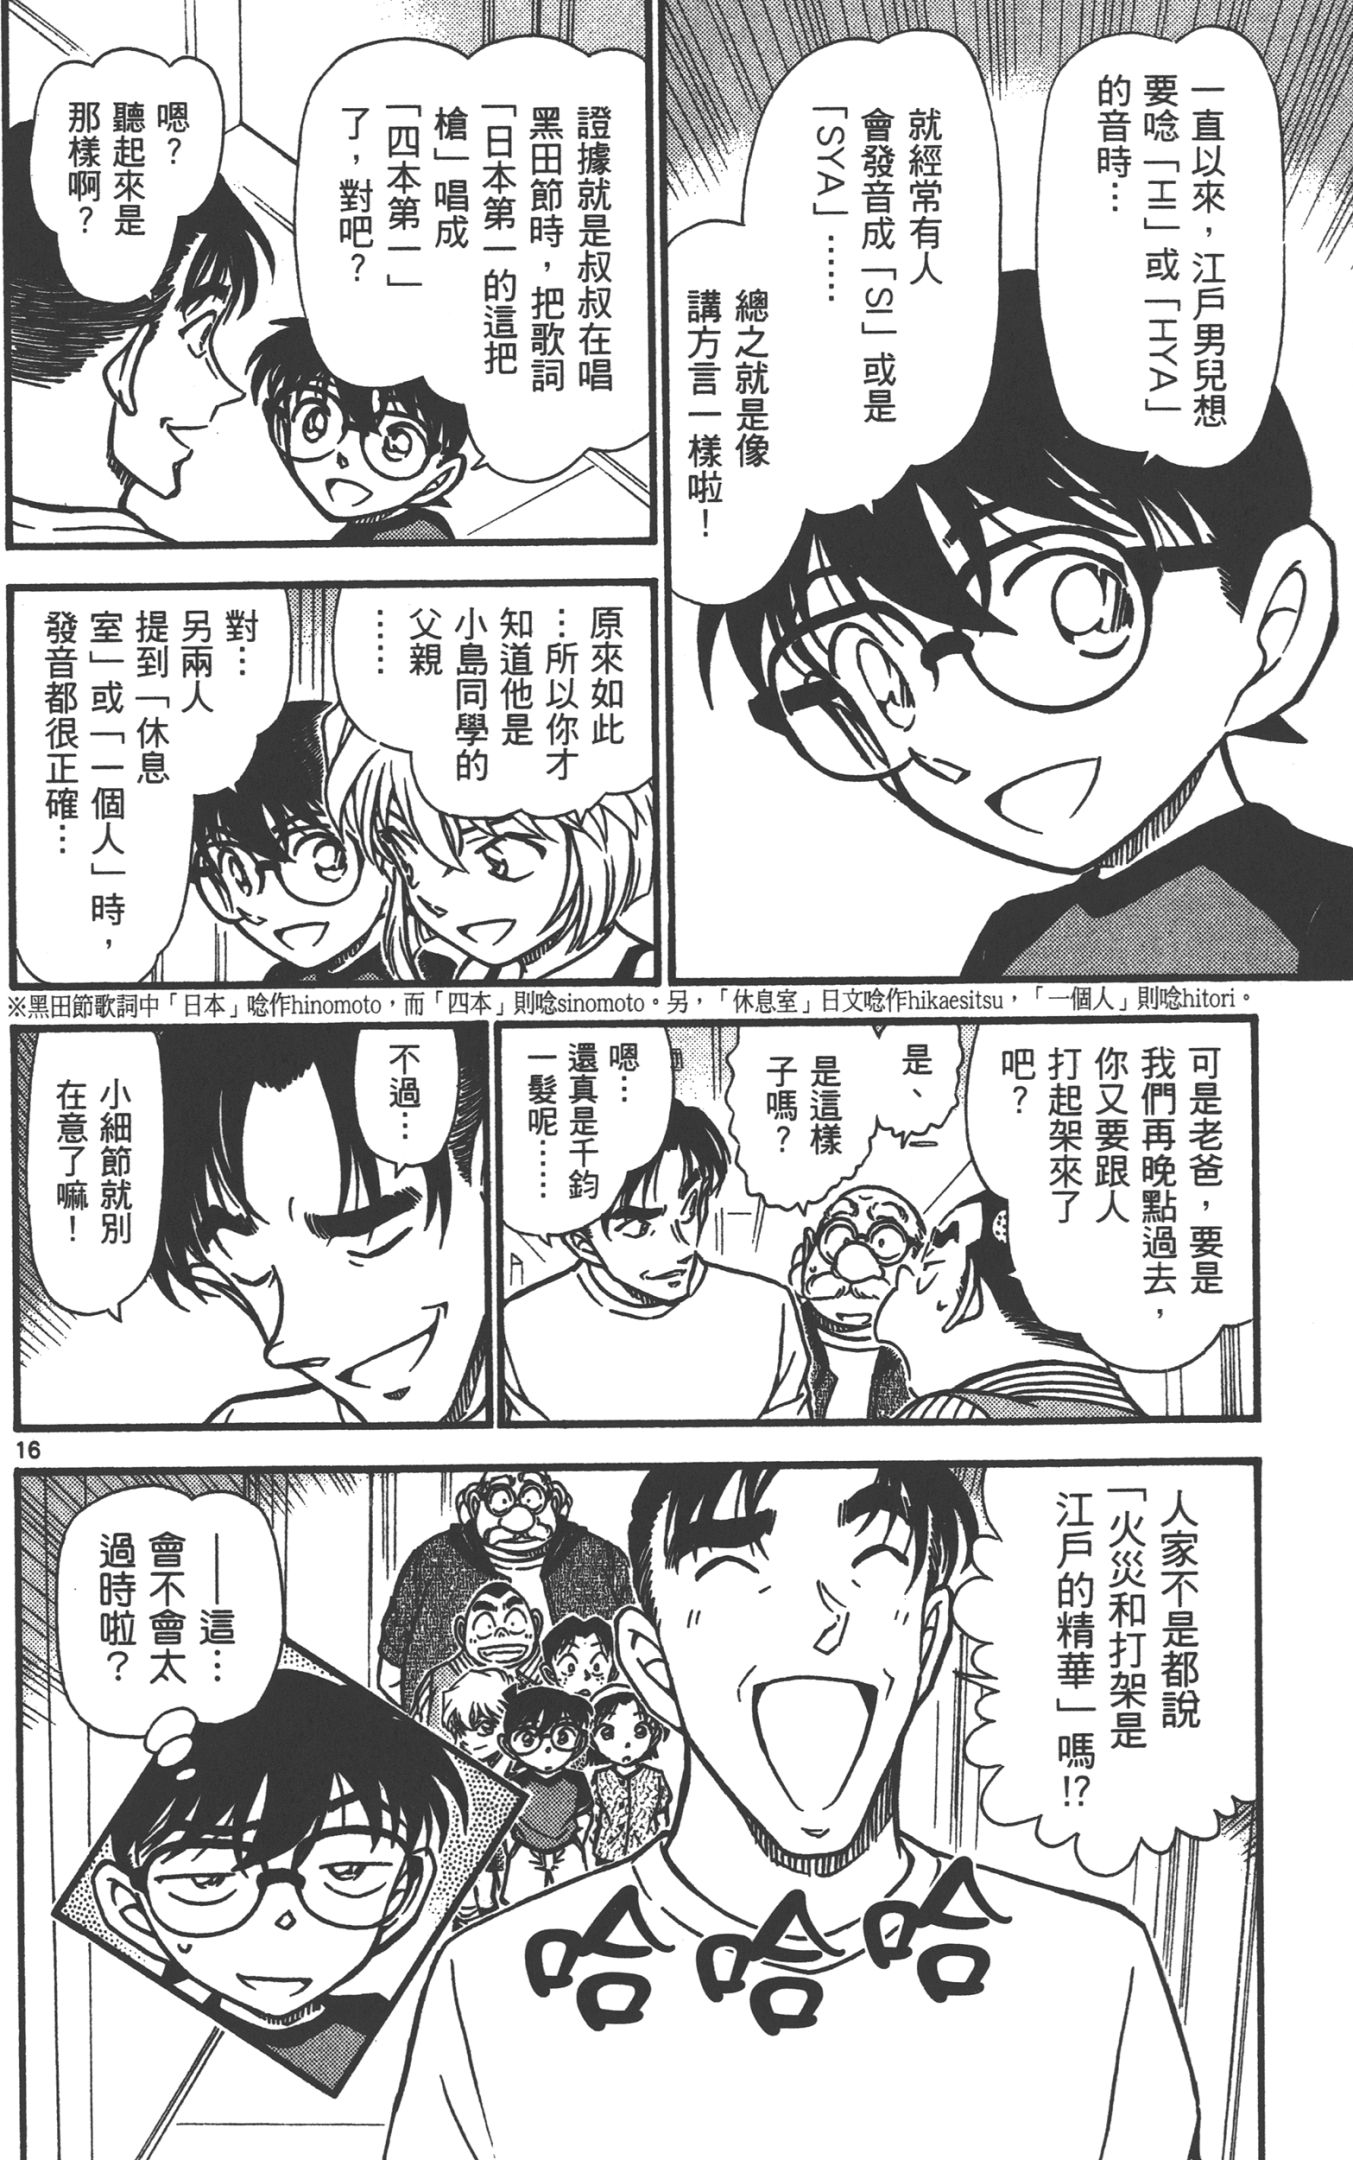 一直以來，江戶男兒想
要唸「HI」或「HYA」
的音時…
就經常有人
會發音成「SI」或是
「SYA」……
總之就是像
講方言一樣啦！
證據就是叔叔在唱
黑田節時，把歌詞
「日本第一的這把
槍」唱成
「四本第一」
了，對吧？
嗯？
聽起來是
那樣啊？
原來如此
…所以你才
知道他是
小島同學的
父親
……
對…
另兩人
提到「休息
室」或「一個人」時，
發音都很正確…
※黑田節歌詞中「日本」唸作hinomoto，而「四本」則唸sinomoto。另，「休息室」日文唸作hikaesitsu，「一個人」則唸hitori。
可是老爸，要是
我們再晚點過去，
你又要跟人
打起架來了
吧？
是、
是這樣
子嗎？
嗯…
還真是千鈞
一髮呢……
不過…
小細節就別
在意了嘛！
16
人家不是都說
「火災和打架是
江戶的精華」嗎!?
哈哈哈
——這…
會不會太
過時啦？